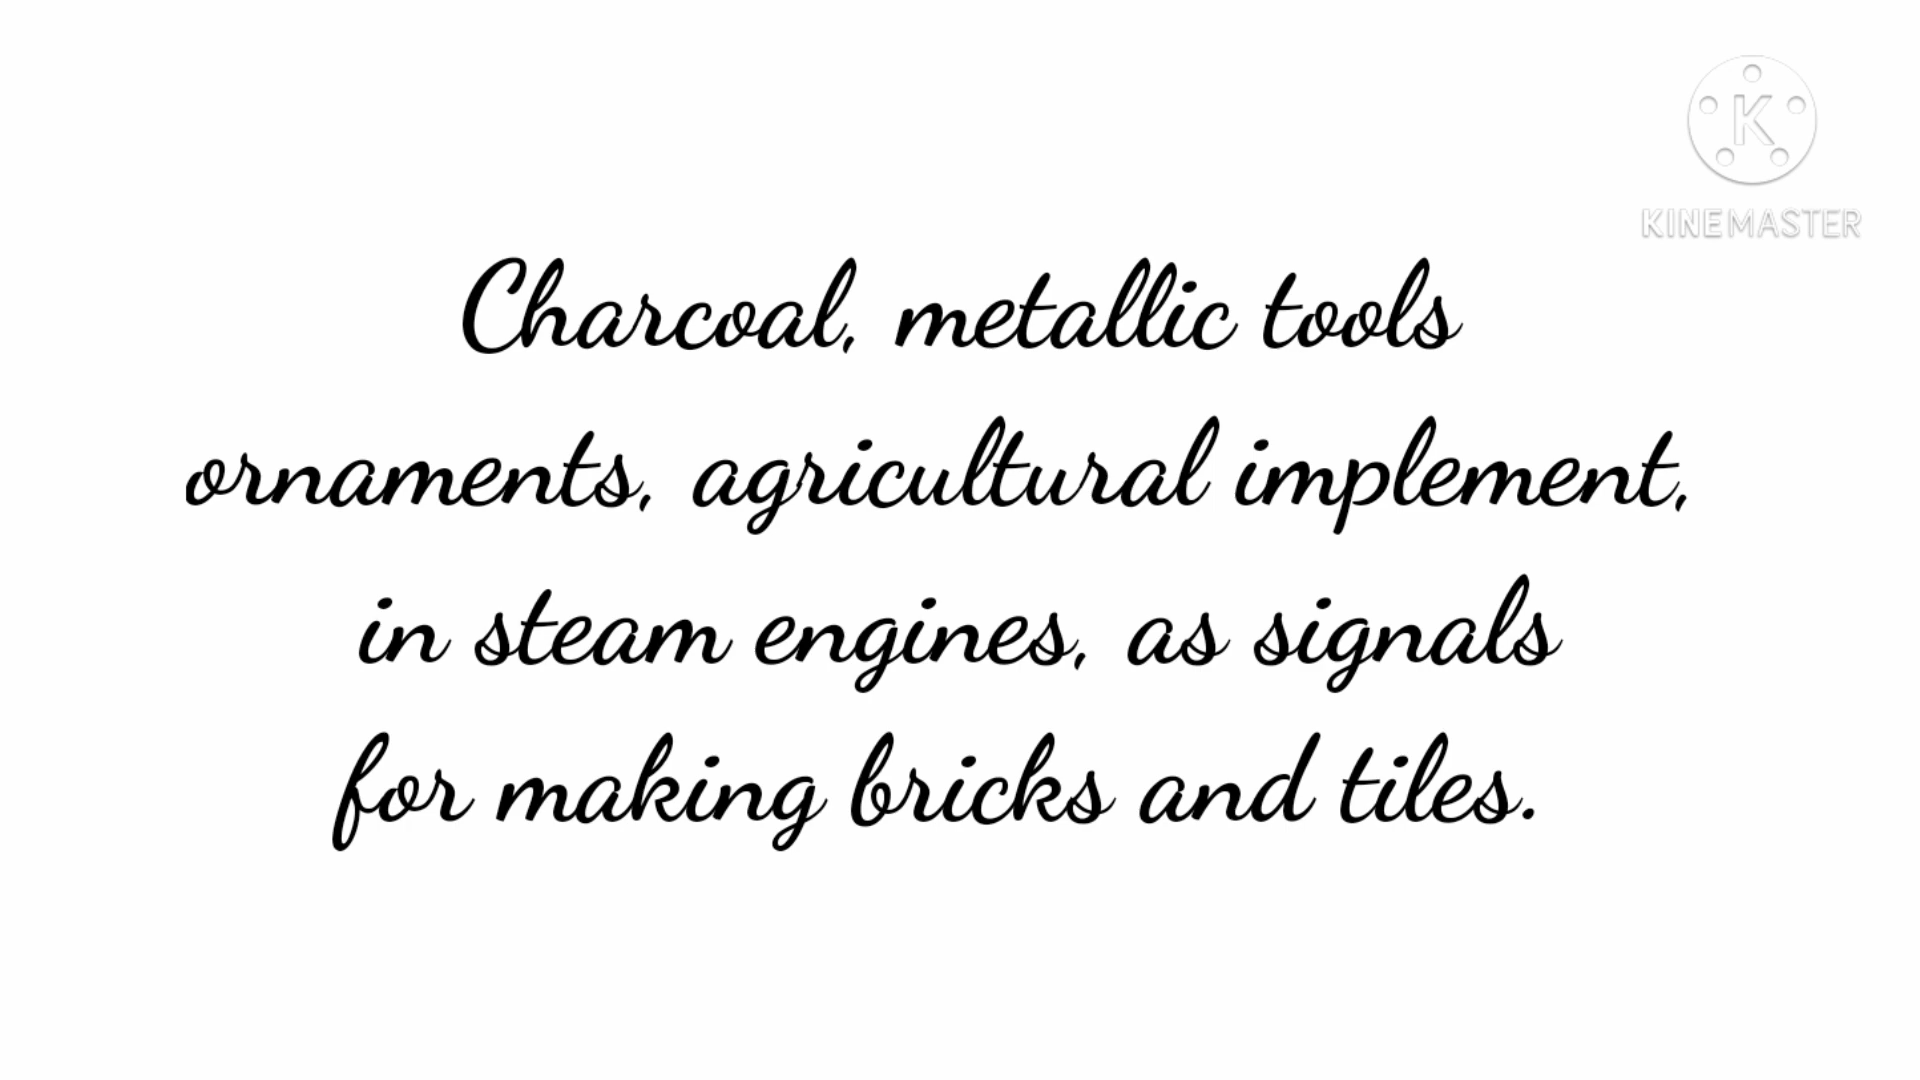 KINEMASTER
Charcoal, metallic tools
ornaments, agricultural implement,
in steam engines, as signals
for making bricks and tiles.